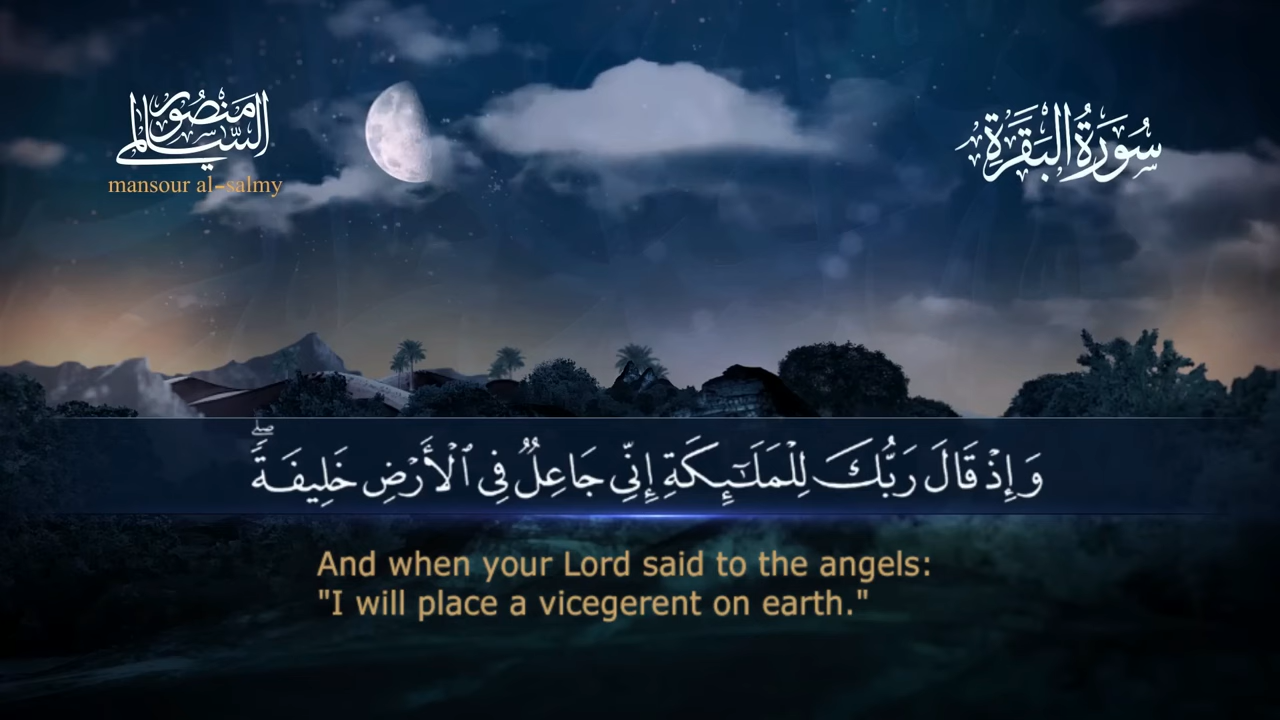 منصور السالمي
mansour al-salmy
سُورَةُ البَقَرَةِ
وَإِذْ قَالَ رَبُّكَ لِلْمَلَٰٓئِكَةِ إِنِّي جَاعِلٌ فِي ٱلْأَرْضِ خَلِيفَةًۖ
And when your Lord said to the angels:
"I will place a vicegerent on earth."